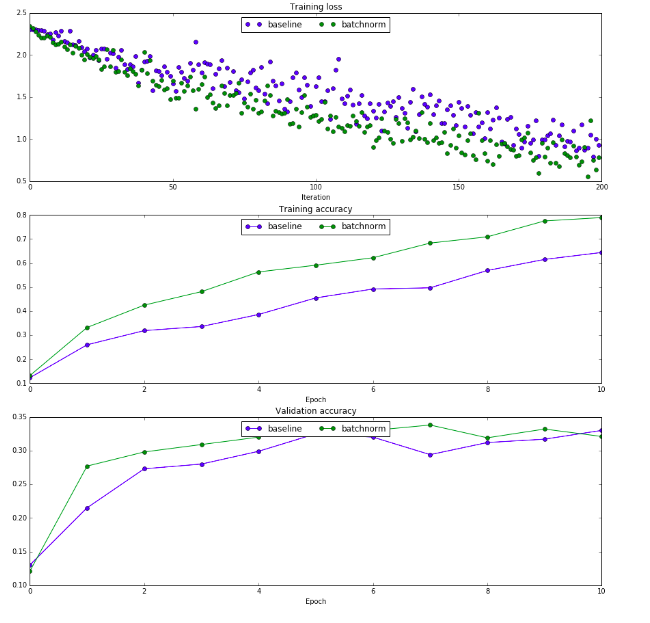 Training loss
2.5
baseline batchnorm
2.0
1.5
1.0
0.5
0 50 100 150 200
Iteration
Training accuracy
0.8
baseline batchnorm
0.7
0.6
0.5
0.4
0.3
0.2
0.1
0 2 4 6 8 10
Epoch
Validation accuracy
0.35
baseline batchnorm
0.30
0.25
0.20
0.15
0.10
0 2 4 6 8 10
Epoch